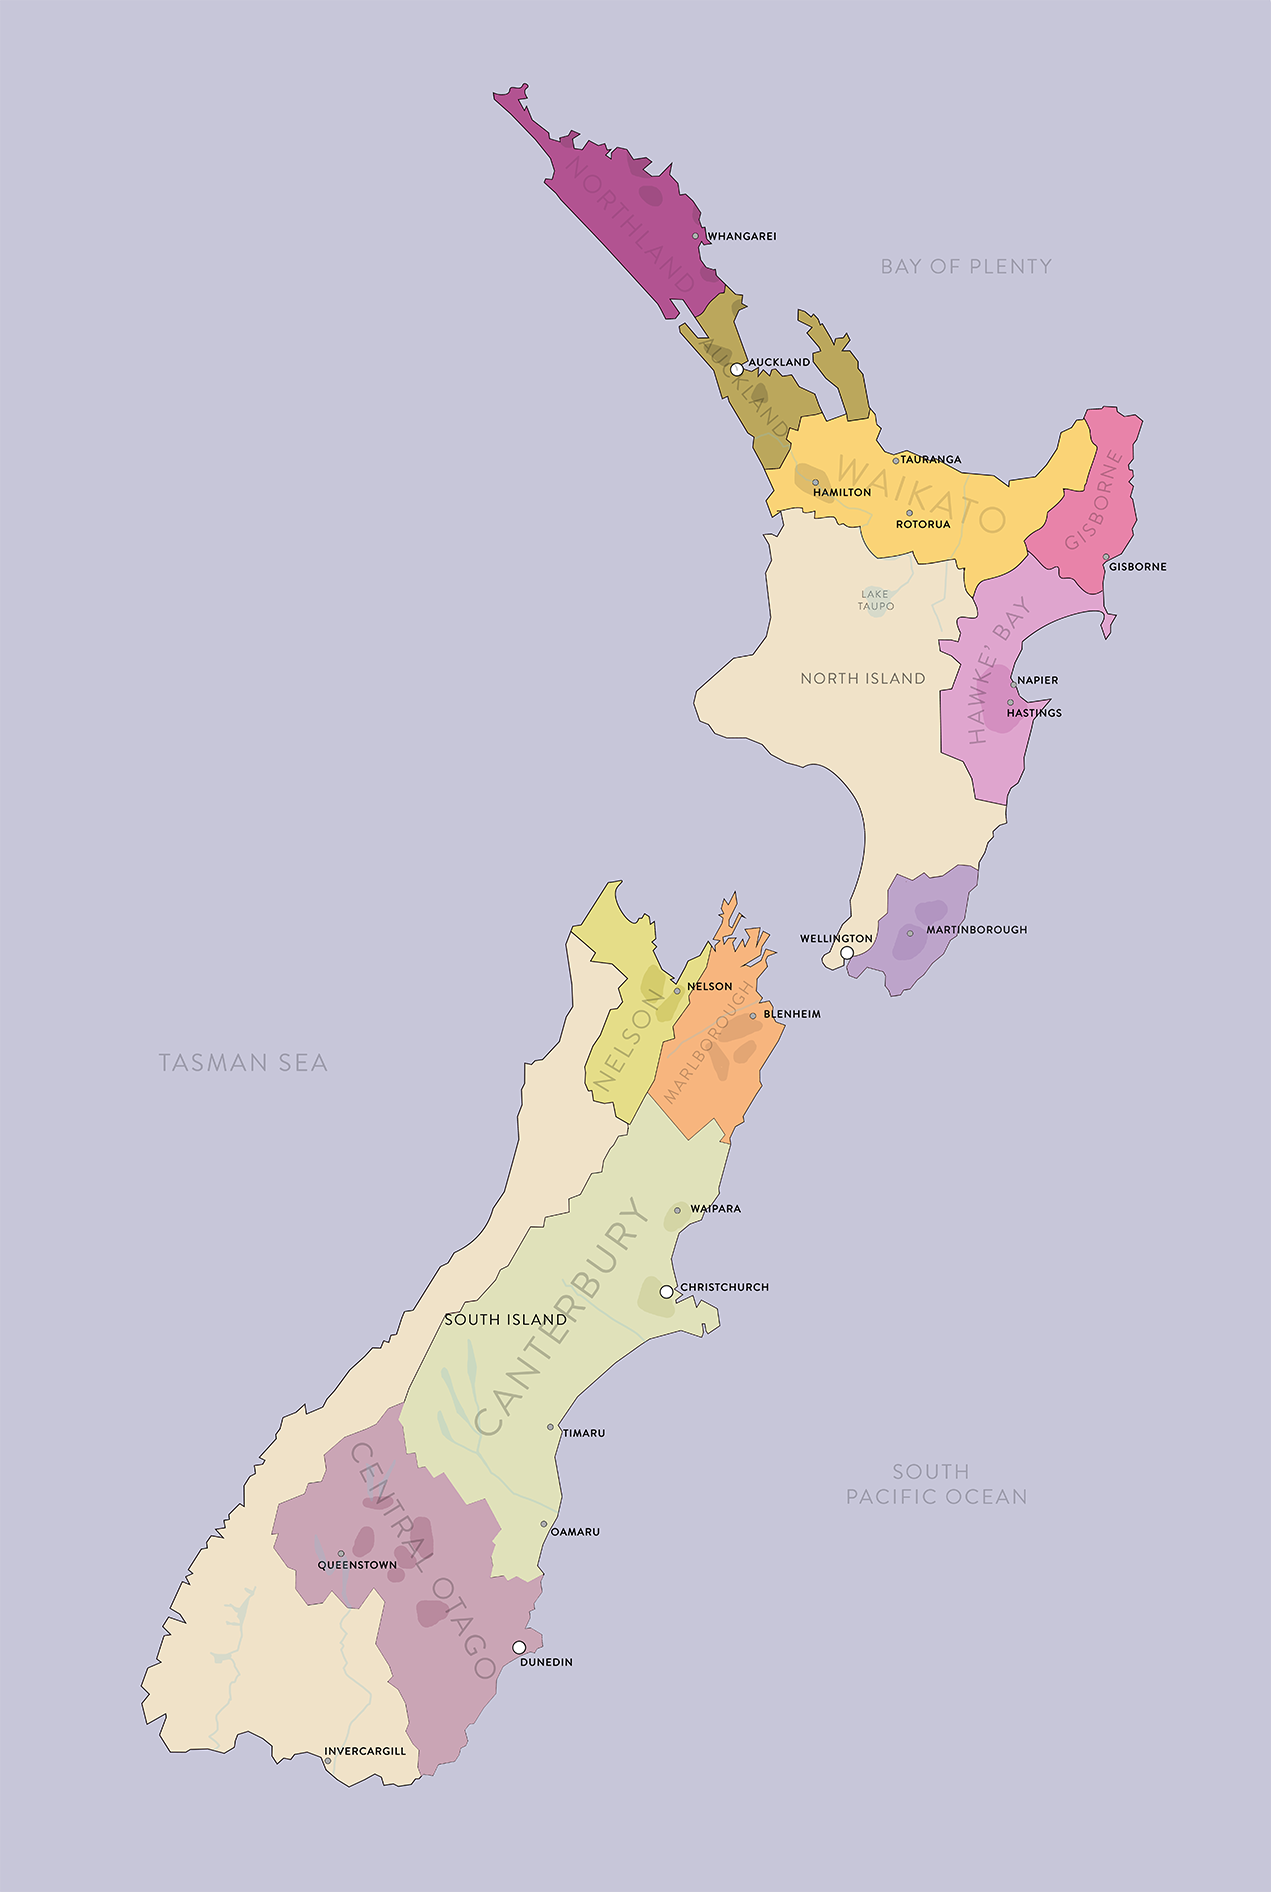 NORTHLAND
WHANGAREI
BAY OF PLENTY
AUCKLAND
AUCKLAND
TAURANGA
WAIKATO
HAMILTON
ROTORUA
GISBORNE
GISBORNE
LAKE
TAUPO
HAWKE' BAY
NORTH ISLAND
NAPIER
HASTINGS
MARTINBOROUGH
WELLINGTON
NELSON
NELSON
BLENHEIM
MARLBOROUGH
TASMAN SEA
WAIPARA
CANTERBURY
CHRISTCHURCH
SOUTH ISLAND
TIMARU
SOUTH
PACIFIC OCEAN
CENTRAL OTAGO
OAMARU
QUEENSTOWN
DUNEDIN
INVERCARGILL